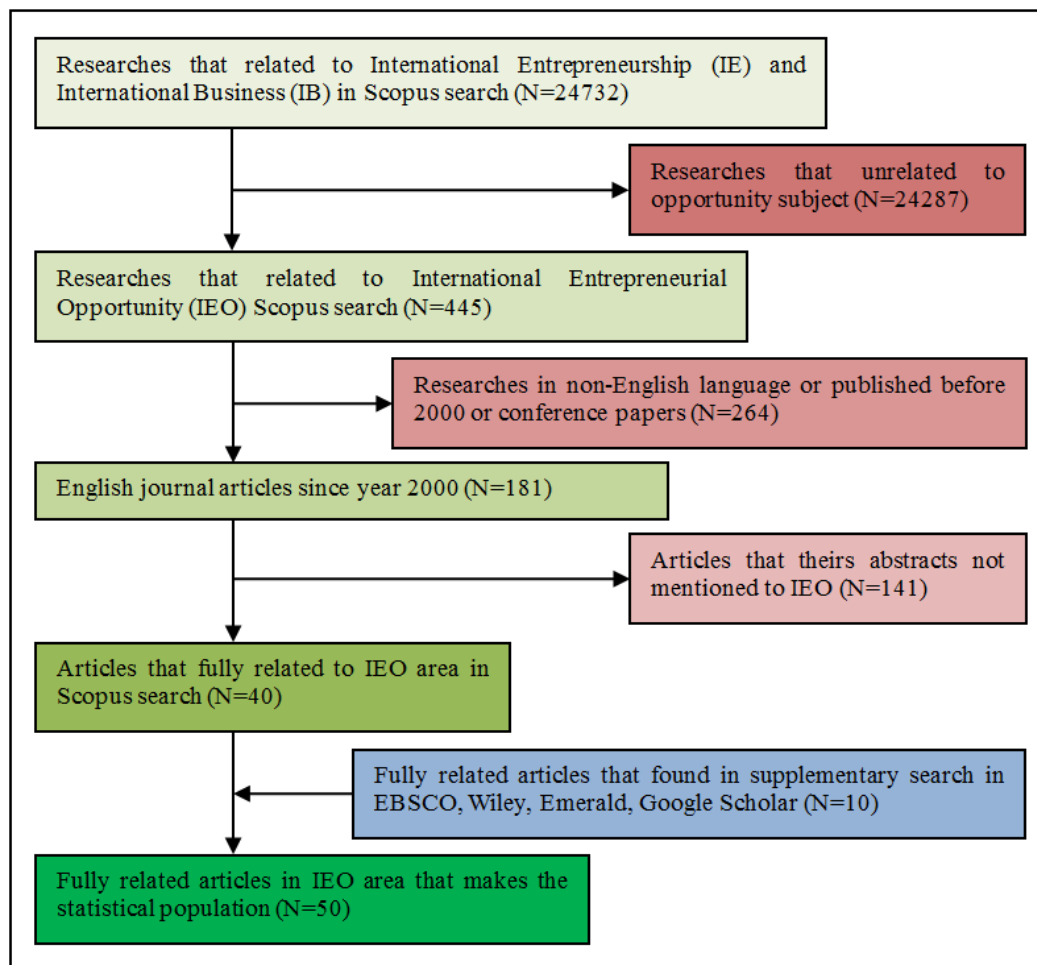 Researches that related to International Entrepreneurship (IE) and
International Business (IB) in Scopus search (N=24732)
Researches that unrelated to
opportunity subject (N=24287)
Researches that related to International Entrepreneurial
Opportunity (IEO) Scopus search (N=445)
Researches in non-English language or published before
2000 or conference papers (N=264)
English journal articles since year 2000 (N=181)
Articles that theirs abstracts not
mentioned to IEO (N=141)
Articles that fully related to IEO area in
Scopus search (N=40)
Fully related articles that found in supplementary search in
EBSCO, Wiley, Emerald, Google Scholar (N=10)
Fully related articles in IEO area that makes the
statistical population (N=50)